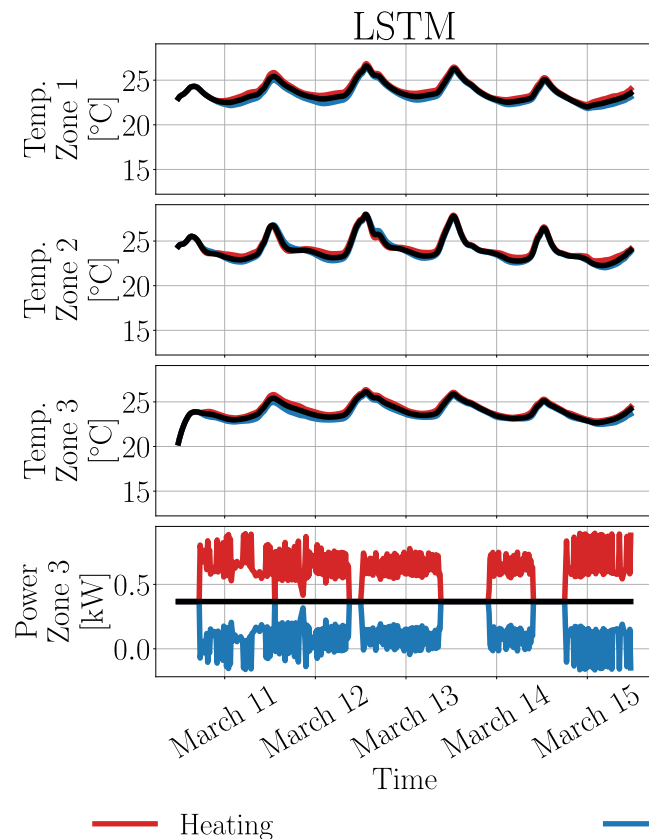 LSTM
Temp.
Zone 1
[°C]
25
20
15
Temp.
Zone 2
[°C]
25
20
15
Temp.
Zone 3
[°C]
25
20
15
Power
Zone 3
[kW]
0.5
0.0
March 11
March 12
March 13
March 14
March 15
Time
Heating